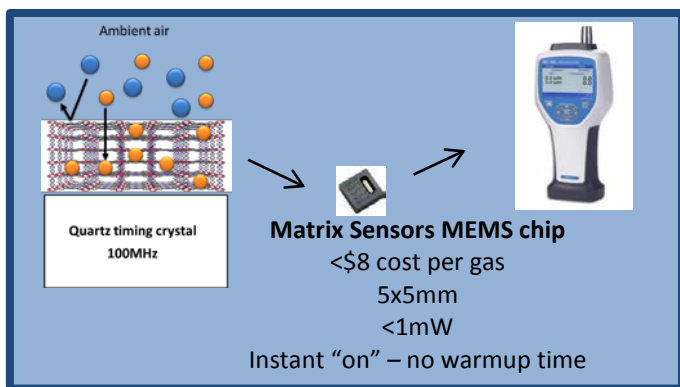 Ambient air
Quartz timing crystal
100MHz
Matrix Sensors MEMS chip
<$8 cost per gas
5x5mm
<1mW
Instant “on” – no warmup time